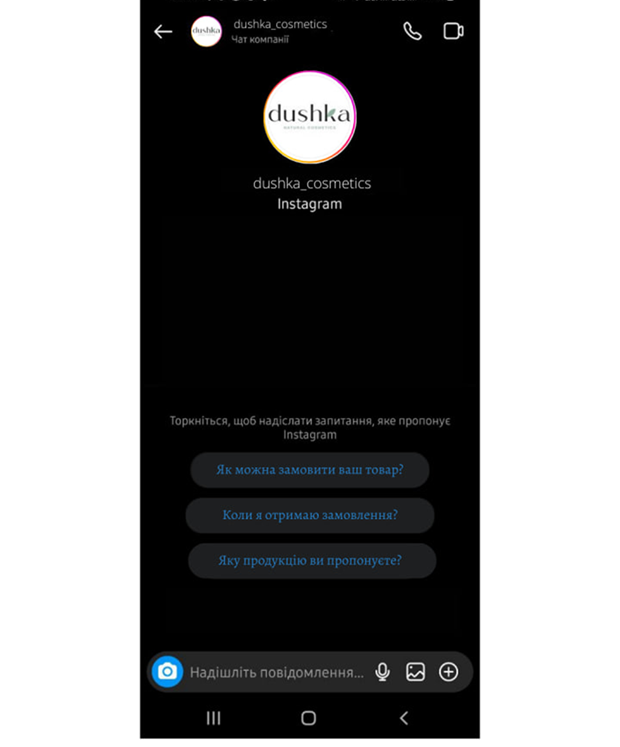 dushka
dushka_cosmetics
Чат компанії
dushka
NATURAL COSMETICS
dushka_cosmetics
Instagram
Торкніться, щоб надіслати запитання, яке пропонує
Instagram
Як можна замовити ваш товар?
Коли я отримаю замовлення?
Яку продукцію ви пропонуєте?
Надішліть повідомлення...